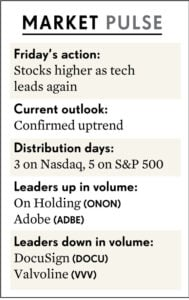 MARKET PULSE
Friday's action:
Stocks higher as tech
leads again
Current outlook:
Confirmed uptrend
Distribution days:
3 on Nasdaq, 5 on S&P 500
Leaders up in volume:
On Holding (ONON)
Adobe (ADBE)
Leaders down in volume:
DocuSign (DOCU)
Valvoline (VVV)